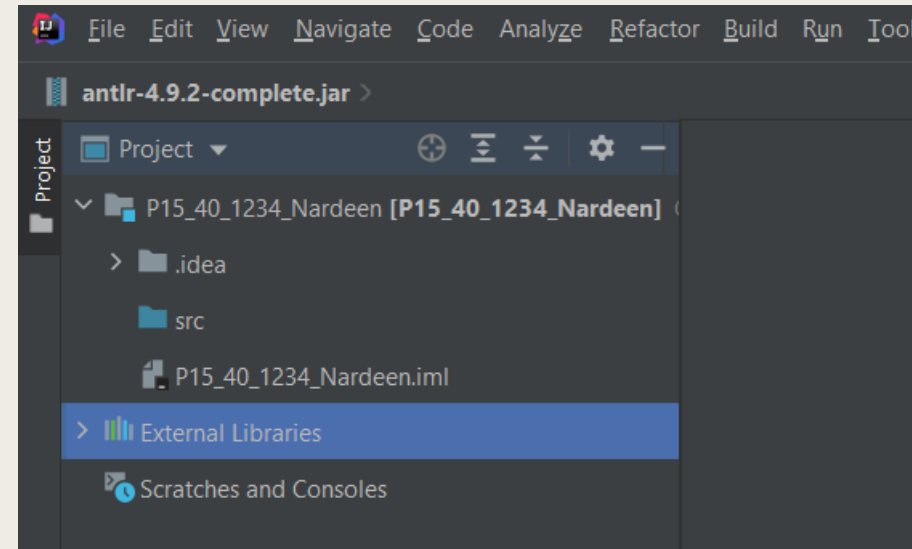 File Edit View Navigate Code Analyze Refactor Build Run Tool
antlr-4.9.2-complete.jar
Project
Project
P15_40_1234_Nardeen [P15_40_1234_Nardeen]
.idea
src
P15_40_1234_Nardeen.iml
External Libraries
Scratches and Consoles